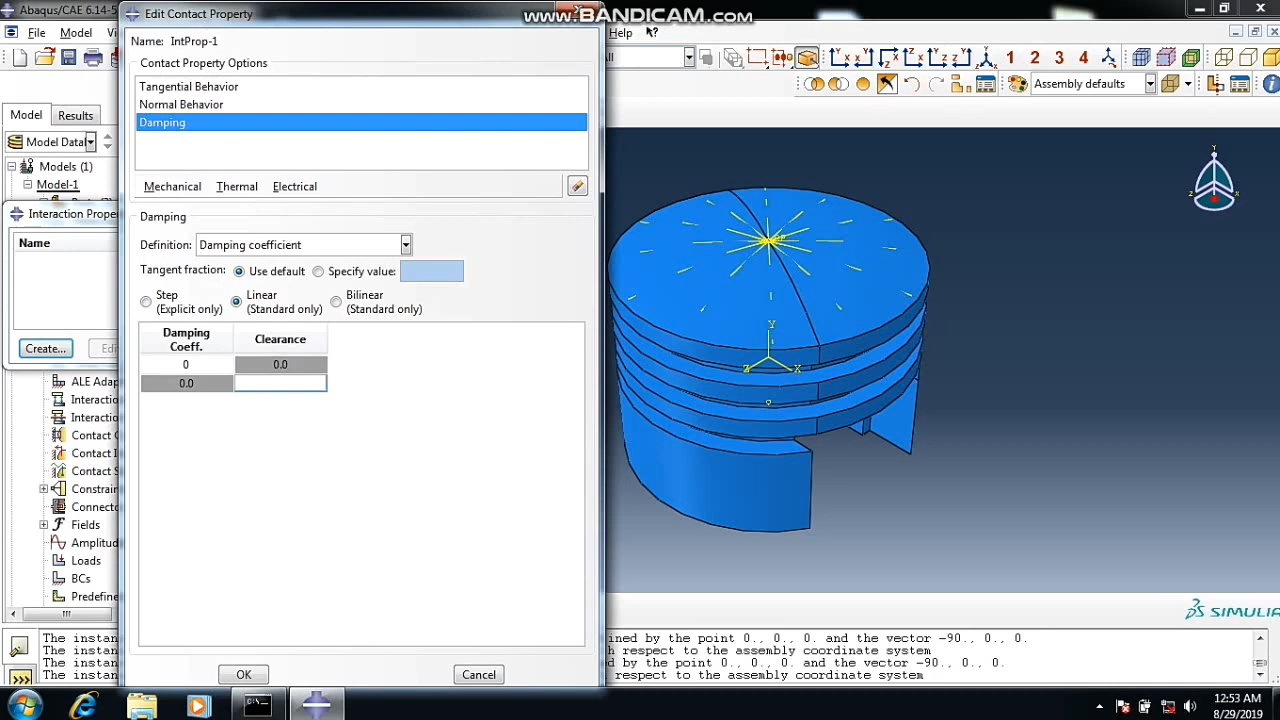 Abaqus/CAE 6.14-5
Edit Contact Property
www.BANDICAM.com
File Model Help
Name: IntProp-1
Contact Property Options
Tangential Behavior
Normal Behavior
Damping
Mechanical Thermal Electrical
Damping
Definition: Damping coefficient
Tangent fraction: Use default Specify value:
Step
(Explicit only)
Linear
(Standard only)
Bilinear
(Standard only)
Damping
Coeff.
Clearance
0 0.0
0.0
OK Cancel
Model Results
Model Data
Models (1)
Model-1
Interaction Prope
Name
Create...
ALE Adap
Interactio
Interactio
Contact C
Contact I
Contact S
Constrain
Connecto
Fields
Amplitud
Loads
BCs
Predefine
1 2 3 4
Assembly defaults
RP
Y
Z X
Y
Z X
SIMULIA
The instan
The instan
The instan
The instan
ined by the point 0., 0., 0. and the vector -90., 0., 0.
h respect to the assembly coordinate system
ed by the point 0., 0., 0. and the vector -90., 0., 0.
respect to the assembly coordinate system
12:53 AM
8/29/2019